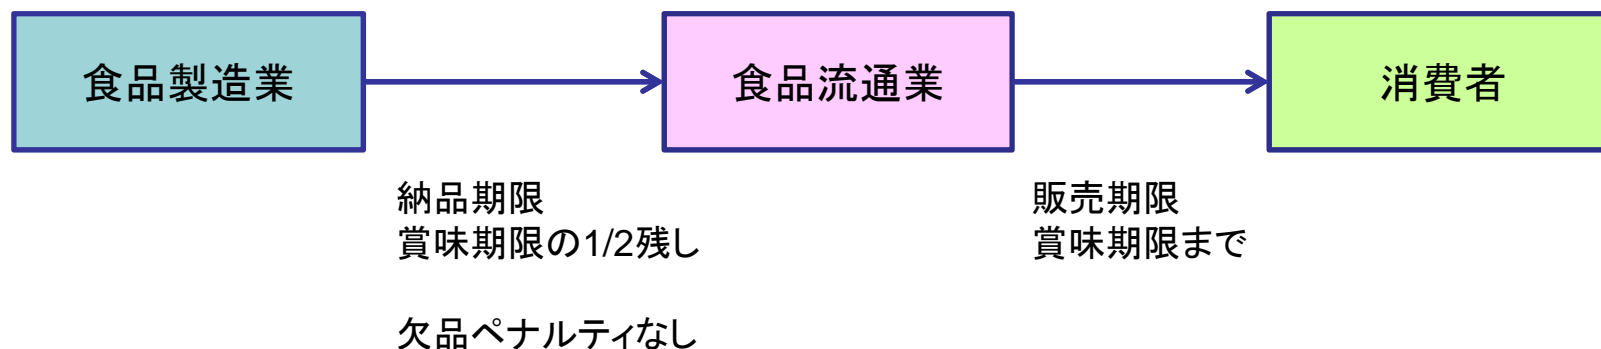 食品製造業
食品流通業
消費者
納品期限
賞味期限の1/2残し
欠品ペナルティなし
販売期限
賞味期限まで